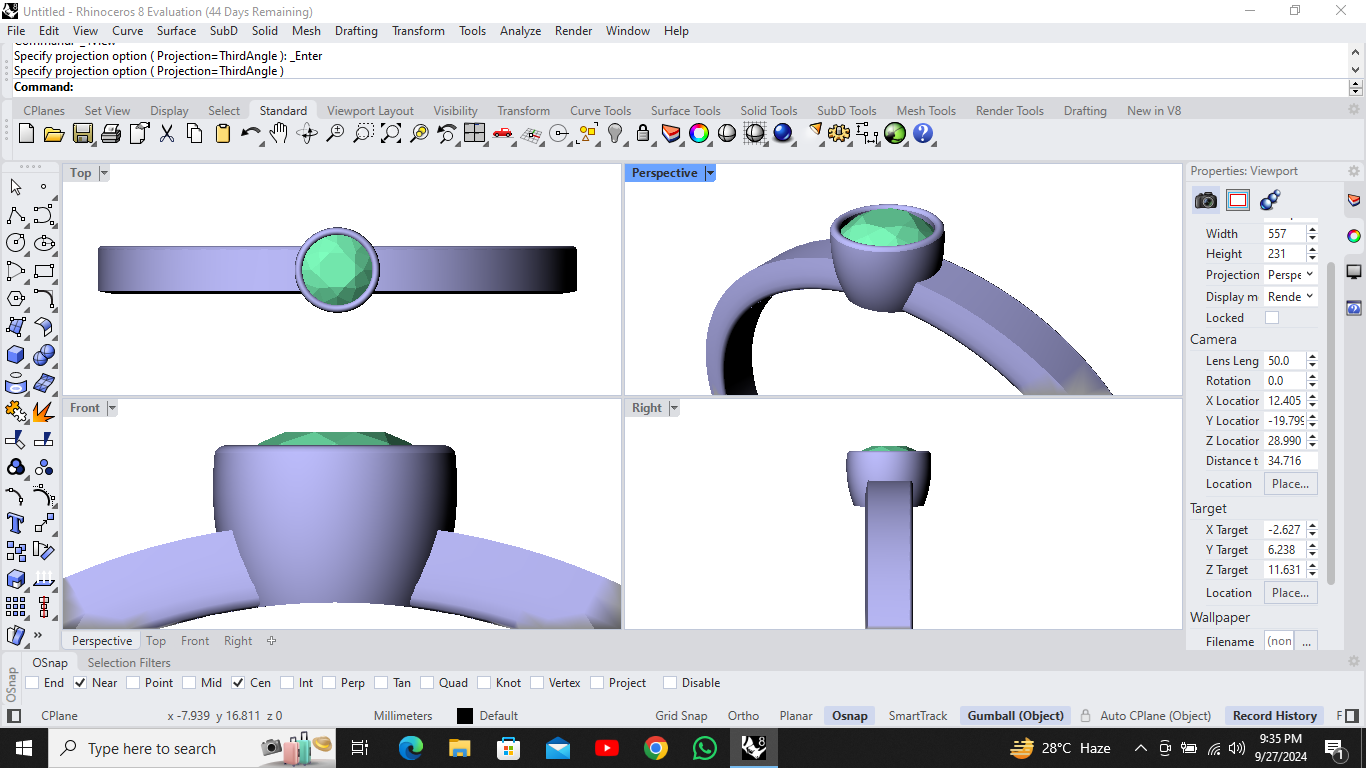 Untitled - Rhinoceros 8 Evaluation (44 Days Remaining)
File Edit View Curve Surface SubD Solid Mesh Drafting Transform Tools Analyze Render Window Help
Specify projection option ( Projection=ThirdAngle ): _Enter
Specify projection option ( Projection=ThirdAngle )
Command:
CPlanes Set View Display Select Standard Viewport Layout Visibility Transform Curve Tools Surface Tools Solid Tools SubD Tools Mesh Tools Render Tools Drafting New in V8
Top
Perspective
Front
Right
Properties: Viewport
Width 557
Height 231
Projection Perspe
Display m Rende
Locked
Camera
Lens Leng 50.0
Rotation 0.0
X Location 12.405
Y Location -19.799
Z Location 28.990
Distance t 34.716
Location Place...
Target
X Target -2.627
Y Target 6.238
Z Target 11.631
Location Place...
Wallpaper
Filename (non ...
Perspective Top Front Right
OSnap Selection Filters
OSnap
End Near Point Mid Cen Int Perp Tan Quad Knot Vertex Project Disable
CPlane x -7.939 y 16.811 z 0 Millimeters Default Grid Snap Ortho Planar Osnap SmartTrack Gumball (Object) Auto CPlane (Object) Record History F
Type here to search
8
28°C Haze
9:35 PM
9/27/2024
1